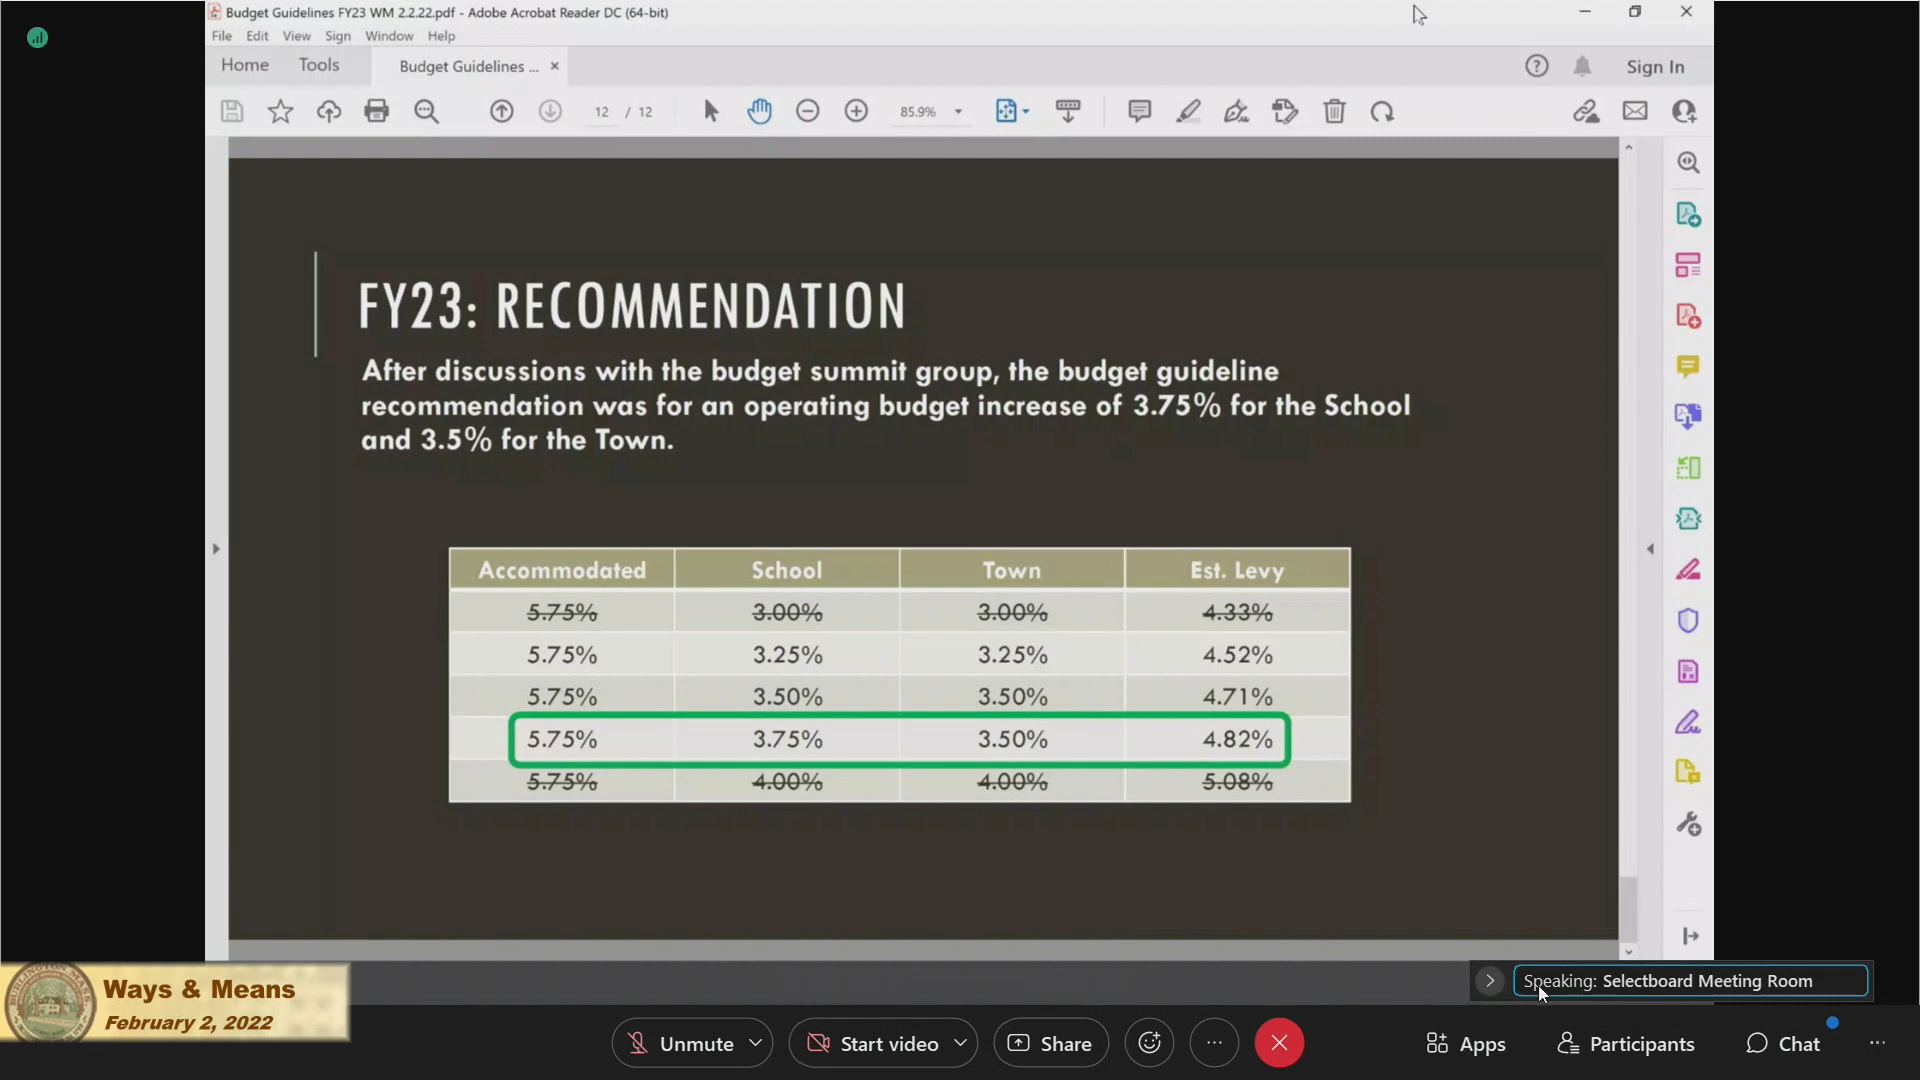 Budget Guidelines FY23 WM 2.2.22.pdf - Adobe Acrobat Reader DC (64-bit)
File Edit View Sign Window Help
Home Tools Budget Guidelines ... × Sign In
12 / 12 85.9%
FY23: RECOMMENDATION
After discussions with the budget summit group, the budget guideline
recommendation was for an operating budget increase of 3.75% for the School
and 3.5% for the Town.
Accommodated School Town Est. Levy
5.75% 3.00% 3.00% 4.33%
5.75% 3.25% 3.25% 4.52%
5.75% 3.50% 3.50% 4.71%
5.75% 3.75% 3.50% 4.82%
5.75% 4.00% 4.00% 5.08%
Speaking: Selectboard Meeting Room
Ways & Means
February 2, 2022
Unmute Start video Share Apps Participants Chat